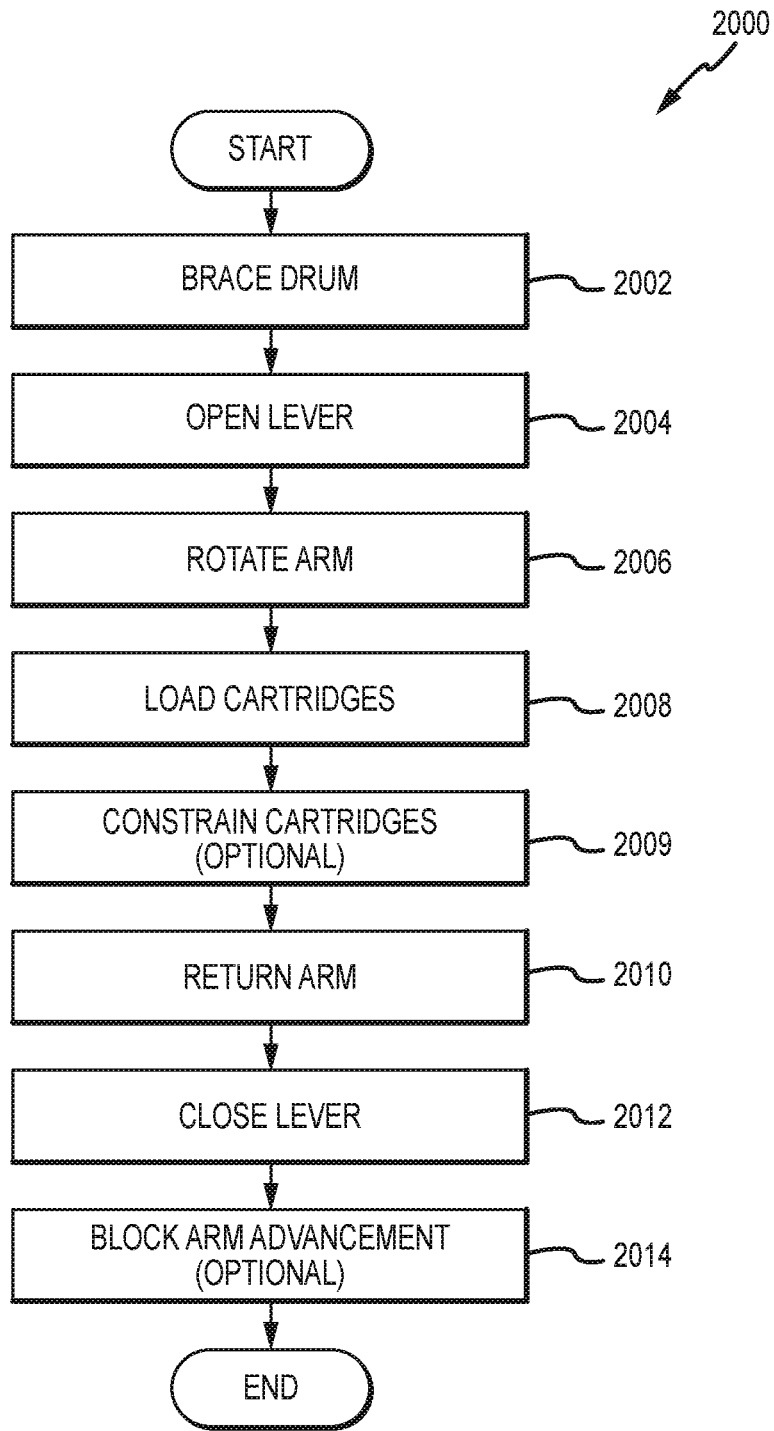 2000
START
BRACE DRUM
2002
OPEN LEVER
2004
ROTATE ARM
2006
LOAD CARTRIDGES
2008
CONSTRAIN CARTRIDGES
(OPTIONAL)
2009
RETURN ARM
2010
CLOSE LEVER
2012
BLOCK ARM ADVANCEMENT
(OPTIONAL)
2014
END